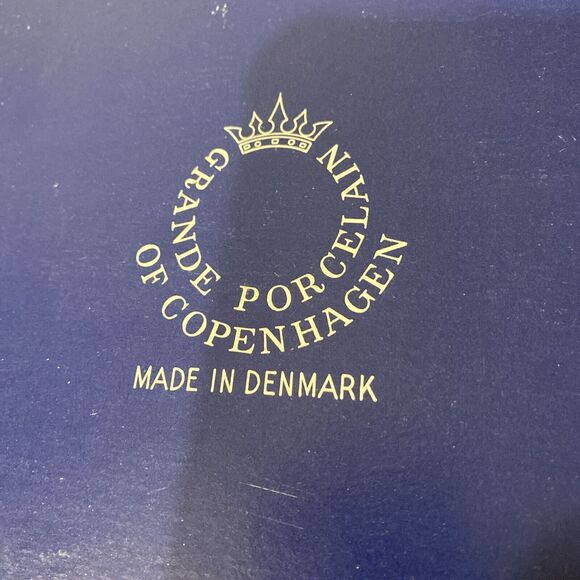 GRANDE PORCELAIN
OF COPENHAGEN
MADE IN DENMARK